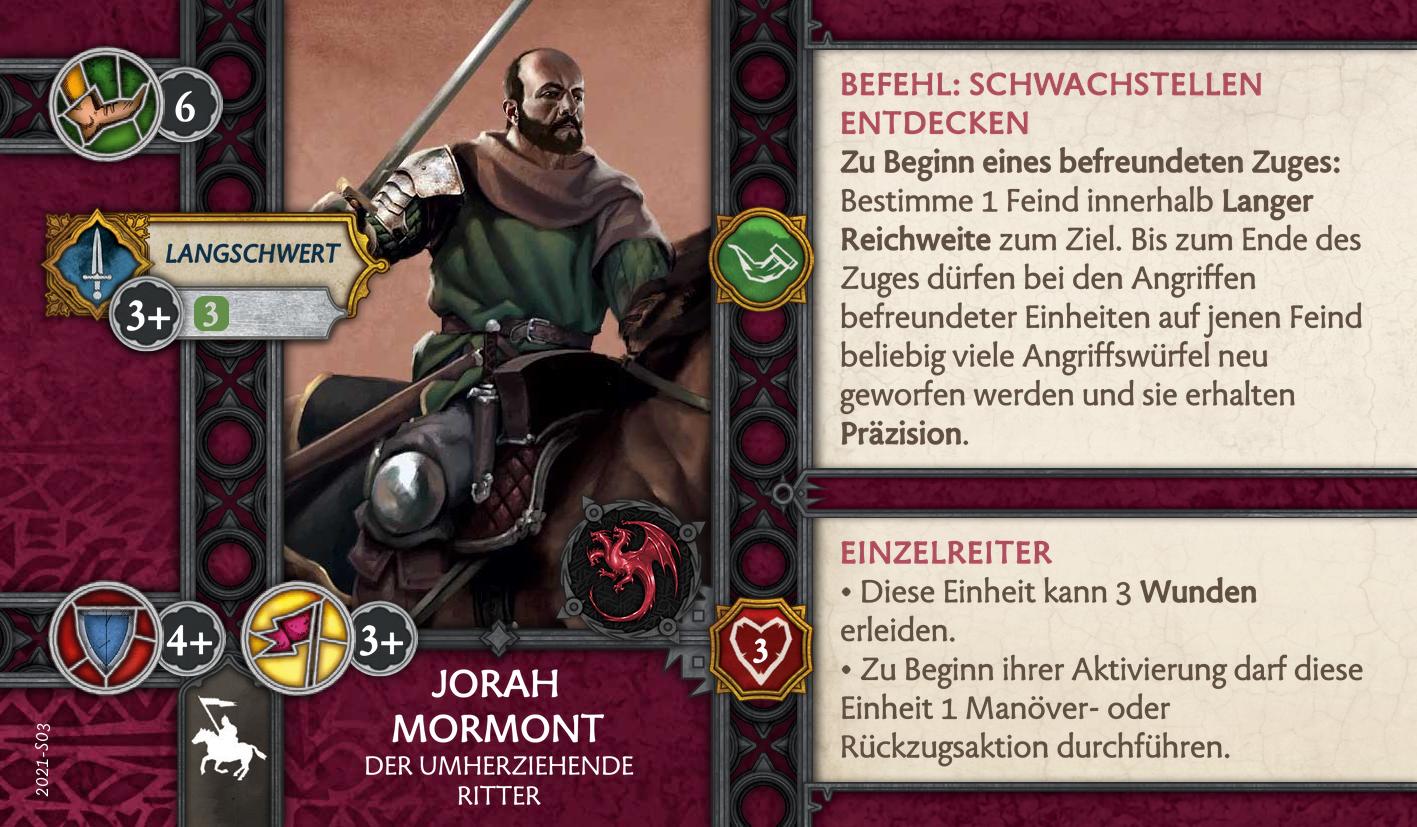 6
LANGSCHWERT
3+ 3
4+ 3+
JORAH
MORMONT
DER UMHERZIEHENDE
RITTER
2021-S03
3
BEFEHL: SCHWACHSTELLEN
ENTDECKEN
Zu Beginn eines befreundeten Zuges:
Bestimme 1 Feind innerhalb Langer
Reichweite zum Ziel. Bis zum Ende des
Zuges dürfen bei den Angriffen
befreundeter Einheiten auf jenen Feind
beliebig viele Angriffswürfel neu
geworfen werden und sie erhalten
Präzision.
EINZELREITER
• Diese Einheit kann 3 Wunden
erleiden.
• Zu Beginn ihrer Aktivierung darf diese
Einheit 1 Manöver- oder
Rückzugsaktion durchführen.